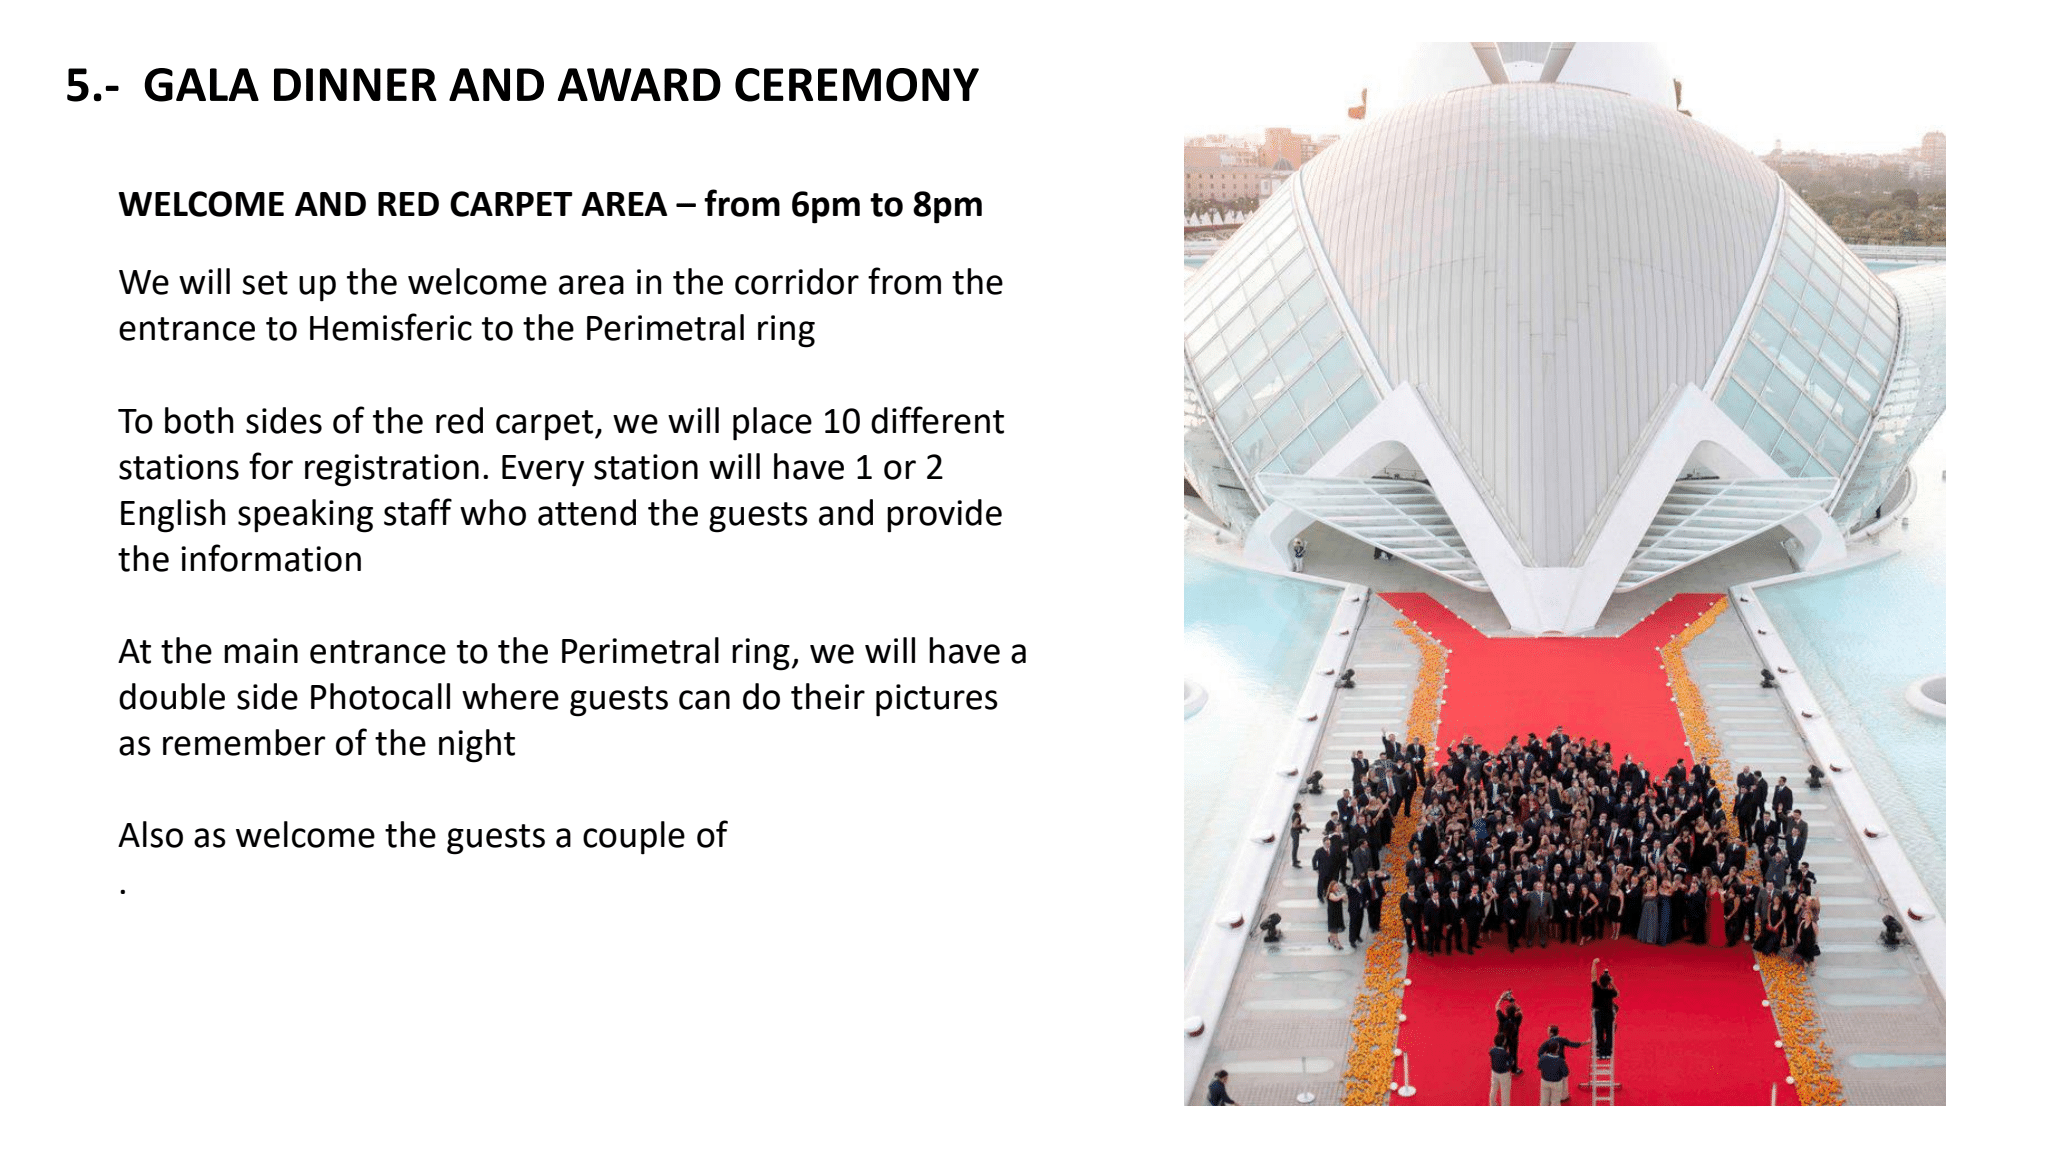 5.- GALA DINNER AND AWARD CEREMONY
WELCOME AND RED CARPET AREA – from 6pm to 8pm
We will set up the welcome area in the corridor from the
entrance to Hemisferic to the Perimetral ring
To both sides of the red carpet, we will place 10 different
stations for registration. Every station will have 1 or 2
English speaking staff who attend the guests and provide
the information
At the main entrance to the Perimetral ring, we will have a
double side Photocall where guests can do their pictures
as remember of the night
Also as welcome the guests a couple of
.